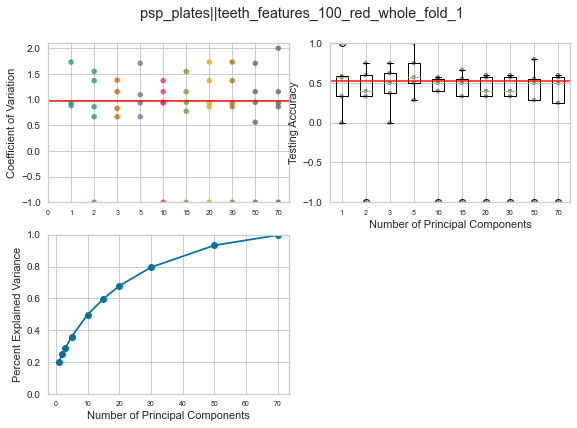 psp_plates||teeth_features_100_red_whole_fold_1
Coefficient of Variation
2.0
1.5
1.0
0.5
0.0
−0.5
−1.0
0 1 2 3 5 10 15 20 30 50 70
Testing Accuracy
1.0
0.5
0.0
−0.5
−1.0
1 2 3 5 10 15 20 30 50 70
Number of Principal Components
Percent Explained Variance
1.0
0.8
0.6
0.4
0.2
0.0
0 10 20 30 40 50 60 70
Number of Principal Components